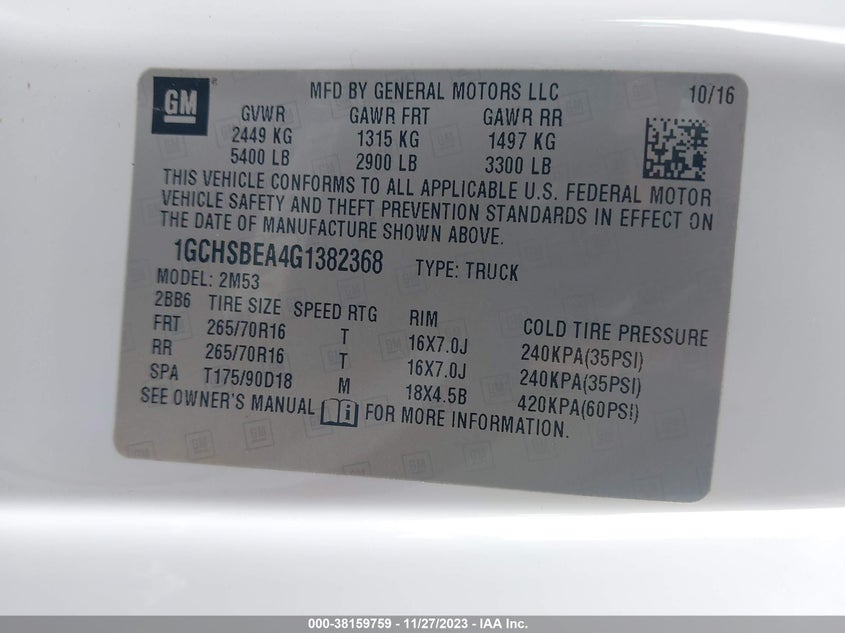 GM
MFD BY GENERAL MOTORS LLC 10/16
GVWR GAWR FRT GAWR RR
2449 KG 1315 KG 1497 KG
5400 LB 2900 LB 3300 LB
THIS VEHICLE CONFORMS TO ALL APPLICABLE U.S. FEDERAL MOTOR
VEHICLE SAFETY AND THEFT PREVENTION STANDARDS IN EFFECT ON
THE DATE OF MANUFACTURE SHOWN ABOVE.
1GCHSBEA4G1382368 TYPE: TRUCK
MODEL: 2M53
2BB6 TIRE SIZE SPEED RTG RIM COLD TIRE PRESSURE
FRT 265/70R16 T 16X7.0J 240KPA(35PSI)
RR 265/70R16 T 16X7.0J 240KPA(35PSI)
SPA T175/90D18 M 18X4.5B 420KPA(60PSI)
SEE OWNER'S MANUAL FOR MORE INFORMATION.
000-38159759 - 11/27/2023 - IAA Inc.